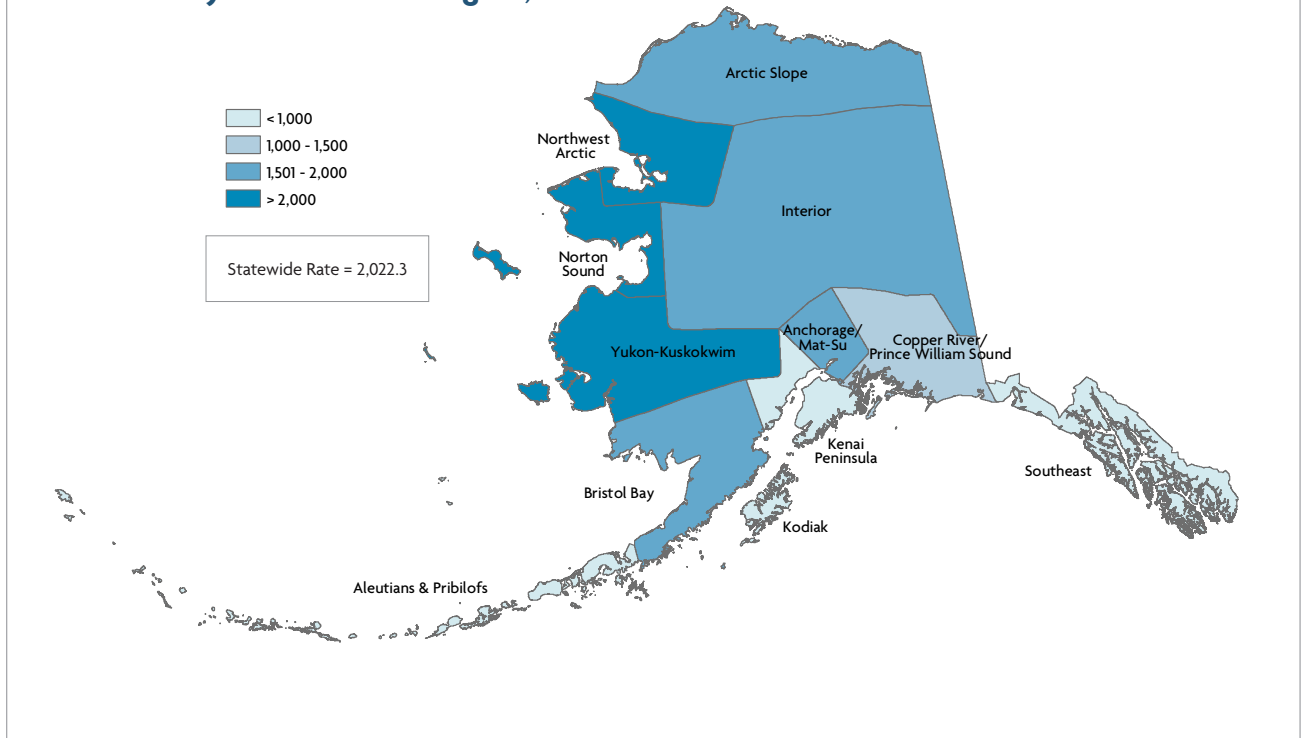 Arctic Slope
< 1,000
1,000 - 1,500
1,501 - 2,000
> 2,000
Northwest
Arctic
Interior
Statewide Rate = 2,022.3
Norton
Sound
Anchorage/
Mat-Su
Copper River/
Prince William Sound
Yukon-Kuskokwim
Kenai
Peninsula
Southeast
Bristol Bay
Kodiak
Aleutians & Pribilofs